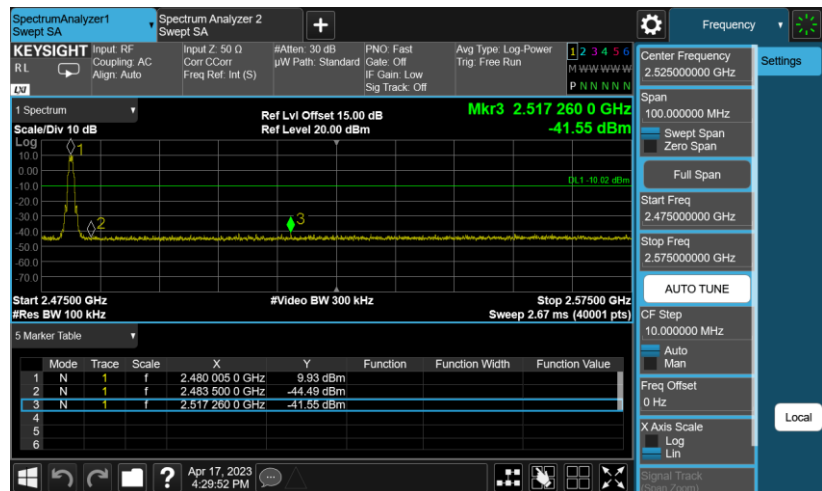 SpectrumAnalyzer1
Swept SA
Spectrum Analyzer 2
Swept SA
+
Frequency
KEYSIGHT
RL
LXI
Input: RF
Coupling: AC
Align: Auto
Input Z: 50 Ω
Corr CCorr
Freq Ref: Int (S)
#Atten: 30 dB
µW Path: Standard
PNO: Fast
Gate: Off
IF Gain: Low
Sig Track: Off
Avg Type: Log-Power
Trig: Free Run
1 2 3 4 5 6
M W W W W W
P N N N N N
Center Frequency
2.525000000 GHz
Settings
1 Spectrum
Scale/Div 10 dB
Ref Lvl Offset 15.00 dB
Ref Level 20.00 dBm
Mkr3 2.517 260 0 GHz
-41.55 dBm
Log
10.0
0.00
-10.0
-20.0
-30.0
-40.0
-50.0
-60.0
-70.0
1
2
3
DL1 -10.02 dBm
Start 2.47500 GHz
#Res BW 100 kHz
#Video BW 300 kHz
Stop 2.57500 GHz
Sweep 2.67 ms (40001 pts)
Span
100.000000 MHz
Swept Span
Zero Span
Full Span
Start Freq
2.475000000 GHz
Stop Freq
2.575000000 GHz
AUTO TUNE
CF Step
10.000000 MHz
Auto
Man
Freq Offset
0 Hz
X Axis Scale
Log
Lin
Signal Track
(Span Zoom)
Local
5 Marker Table
Mode Trace Scale X Y Function Function Width Function Value
1 N 1 f 2.480 005 0 GHz 9.93 dBm
2 N 1 f 2.483 500 0 GHz -44.49 dBm
3 N 1 f 2.517 260 0 GHz -41.55 dBm
4
5
6
?
Apr 17, 2023
4:29:52 PM